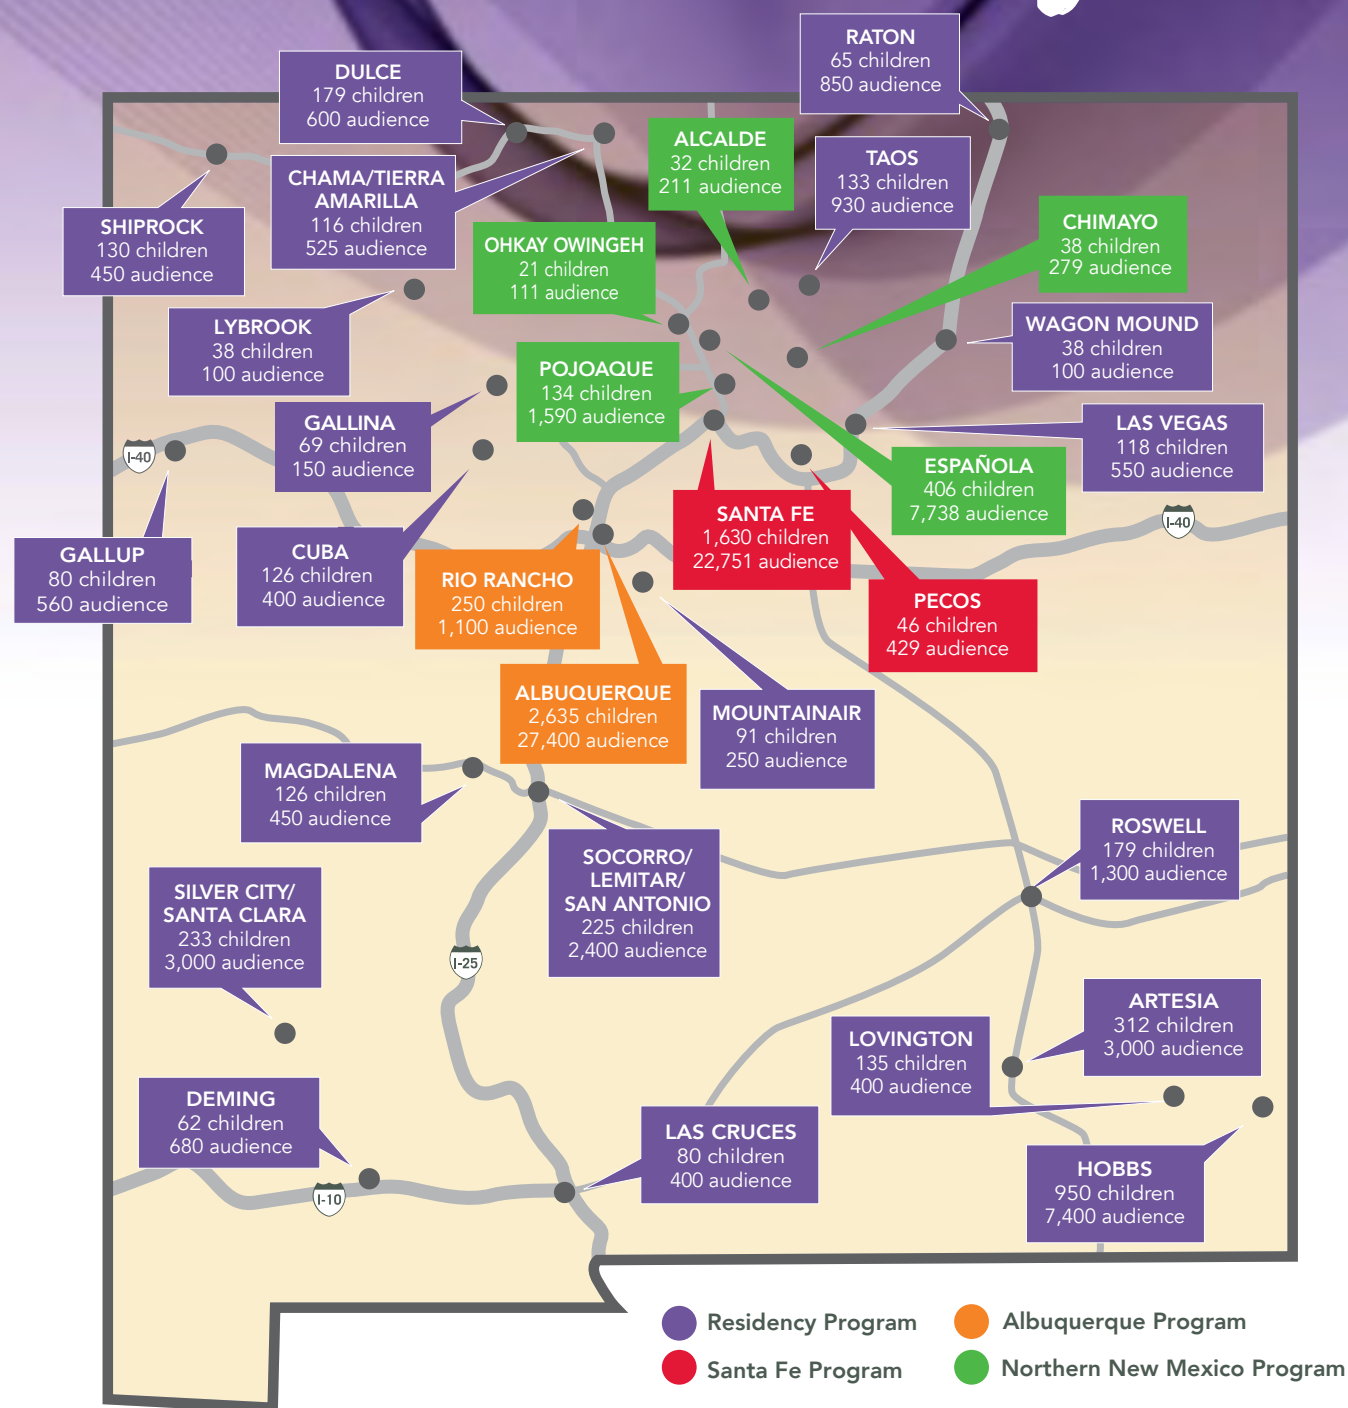 RATON
65 children
850 audience
DULCE
179 children
600 audience
ALCALDE
32 children
211 audience
TAOS
133 children
930 audience
CHAMA/TIERRA
AMARILLA
116 children
525 audience
SHIPROCK
130 children
450 audience
OHKAY OWINGEH
21 children
111 audience
CHIMAYO
38 children
279 audience
LYBROOK
38 children
100 audience
WAGON MOUND
38 children
100 audience
POJOAQUE
134 children
1,590 audience
GALLINA
69 children
150 audience
LAS VEGAS
118 children
550 audience
I-40
ESPAÑOLA
406 children
7,738 audience
SANTA FE
1,630 children
22,751 audience
I-40
GALLUP
80 children
560 audience
CUBA
126 children
400 audience
RIO RANCHO
250 children
1,100 audience
PECOS
46 children
429 audience
ALBUQUERQUE
2,635 children
27,400 audience
MOUNTAINAIR
91 children
250 audience
MAGDALENA
126 children
450 audience
ROSWELL
179 children
1,300 audience
SOCORRO/
LEMITAR/
SAN ANTONIO
225 children
2,400 audience
SILVER CITY/
SANTA CLARA
233 children
3,000 audience
I-25
ARTESIA
312 children
3,000 audience
LOVINGTON
135 children
400 audience
DEMING
62 children
680 audience
LAS CRUCES
80 children
400 audience
HOBBS
950 children
7,400 audience
I-10
Residency Program
Albuquerque Program
Santa Fe Program
Northern New Mexico Program